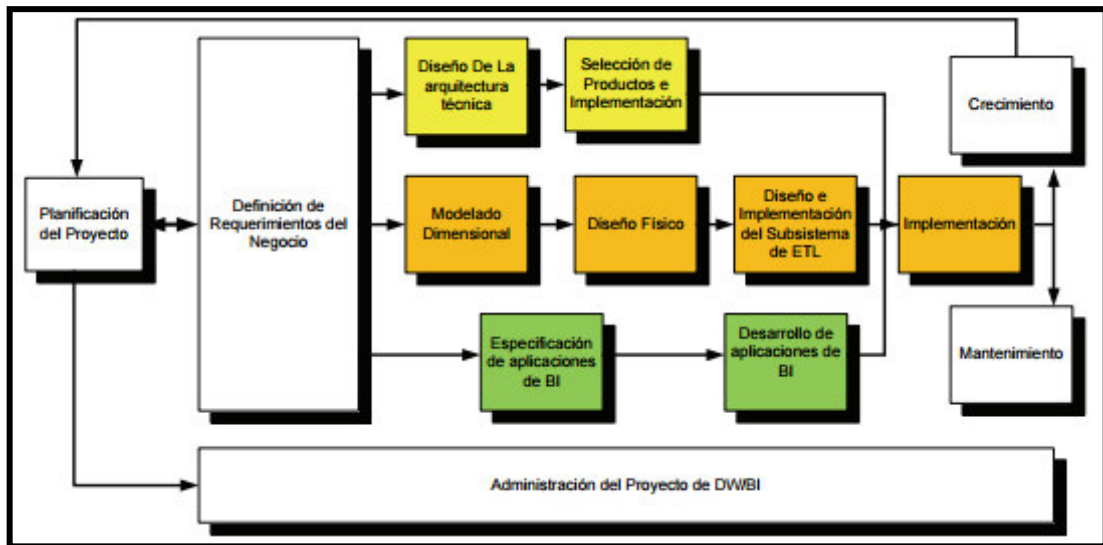 Diseño De La
arquitectura
técnica
Selección de
Productos e
Implementación
Crecimiento
Planificación
del Proyecto
Definición de
Requerimientos del
Negocio
Modelado
Dimensional
Diseño Físico
Diseño e
Implementación
del Subsistema
de ETL
Implementación
Especificación
de aplicaciones
de BI
Desarrollo de
aplicaciones de
BI
Mantenimiento
Administración del Proyecto de DW/BI